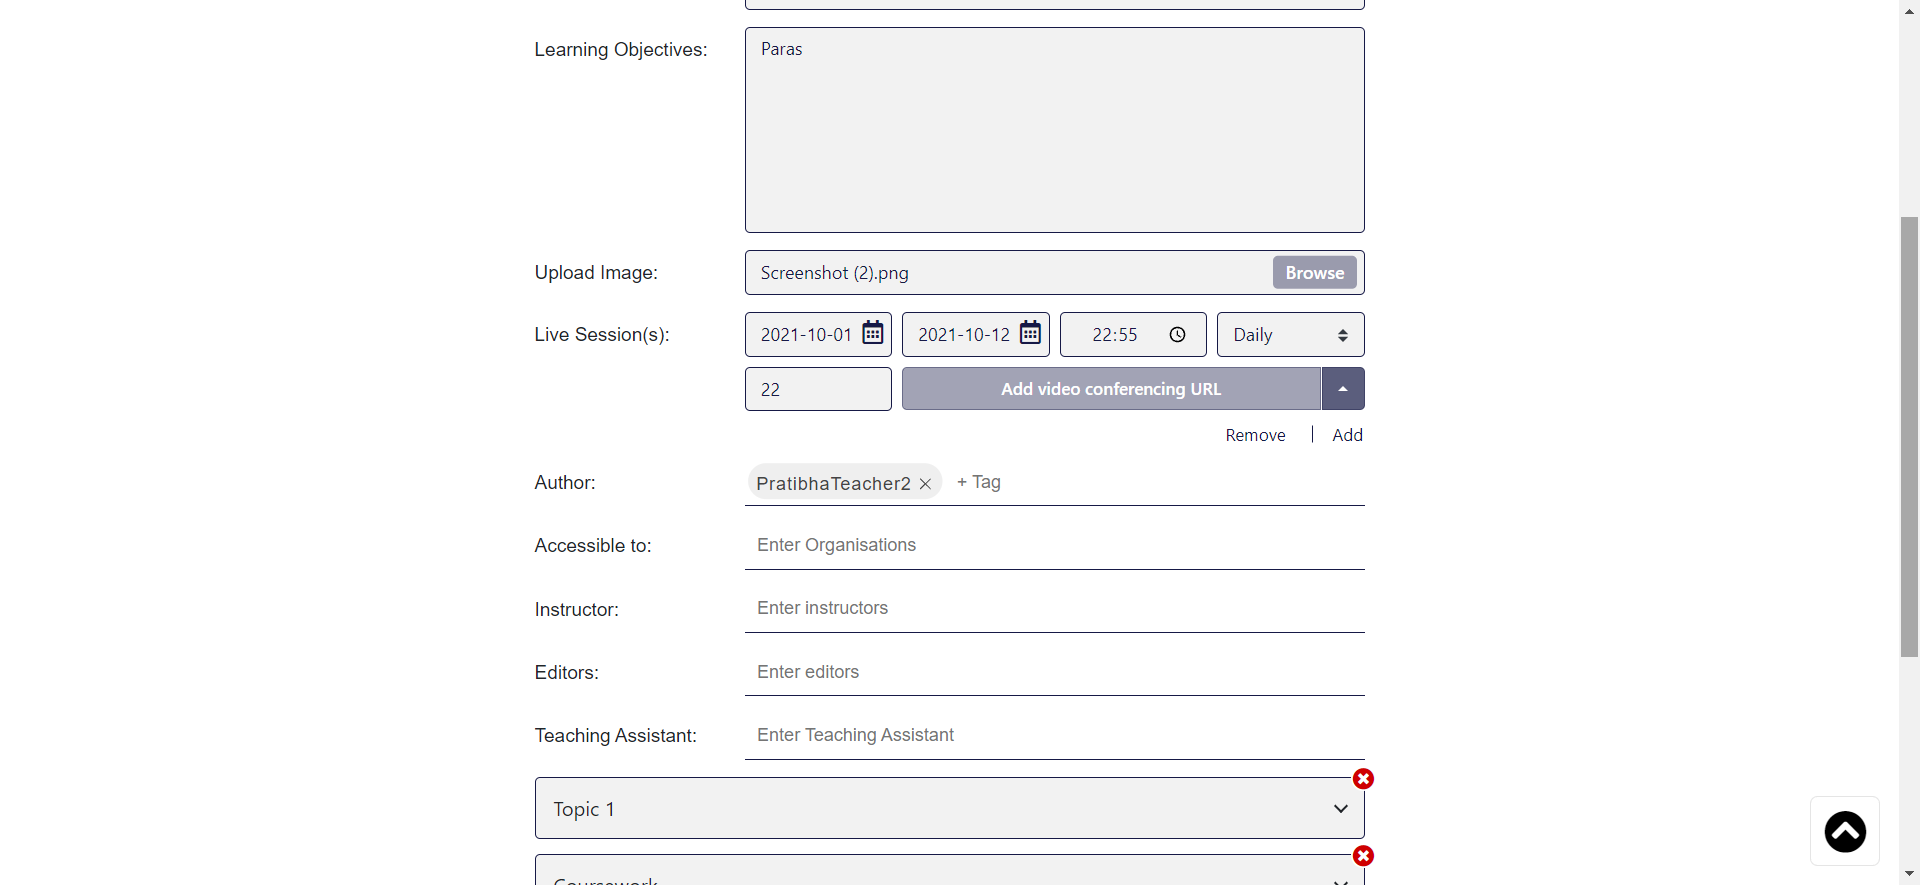 Learning Objectives:
Paras
Upload Image:
Screenshot (2).png
Browse
Live Session(s):
2021-10-01
2021-10-12
22:55
Daily
22
Add video conferencing URL
Remove | Add
Author:
PratibhaTeacher2
+ Tag
Accessible to:
Enter Organisations
Instructor:
Enter instructors
Editors:
Enter editors
Teaching Assistant:
Enter Teaching Assistant
Topic 1
Coursework